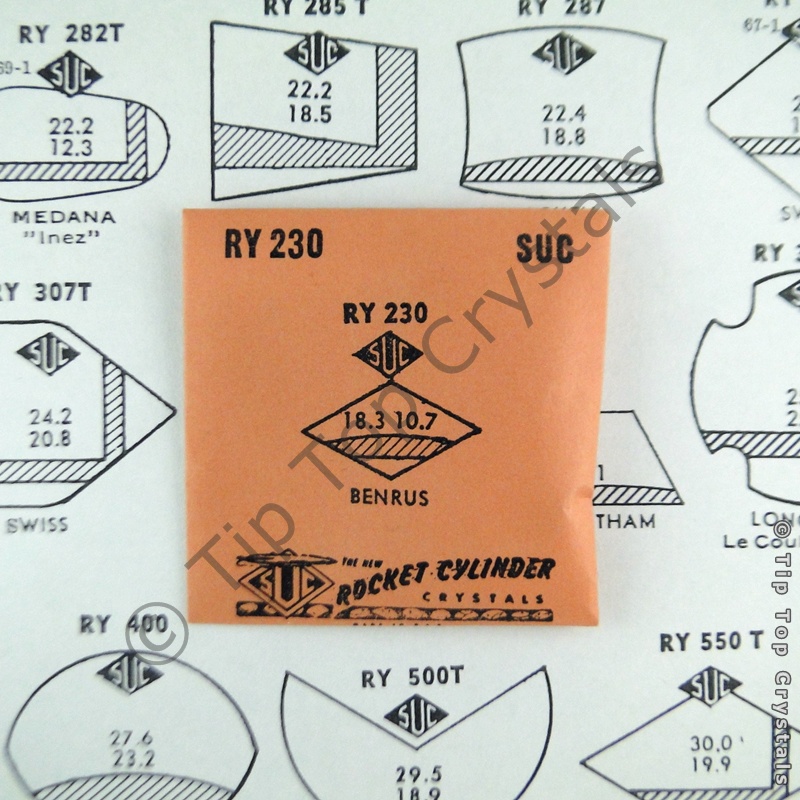 RY 282T
RY 285 T
RY 287
67-1
69-1
SUC
SUC
SUC
22.2
12.3
22.2
18.5
22.4
18.8
MEDANA
"Inez"
RY 307T
SUC
24.2
20.8
SWISS
RY 230
SUC
RY 230
SUC
18.3 10.7
BENRUS
THE NEW
SUC
ROCKET-CYLINDER
CRYSTALS
THAM
RY 400
SUC
27.6
23.2
RY 500T
SUC
29.5
18.9
RY 550 T
SUC
30.0
19.9
© Tip Top Crystals
© Tip Top Crystals